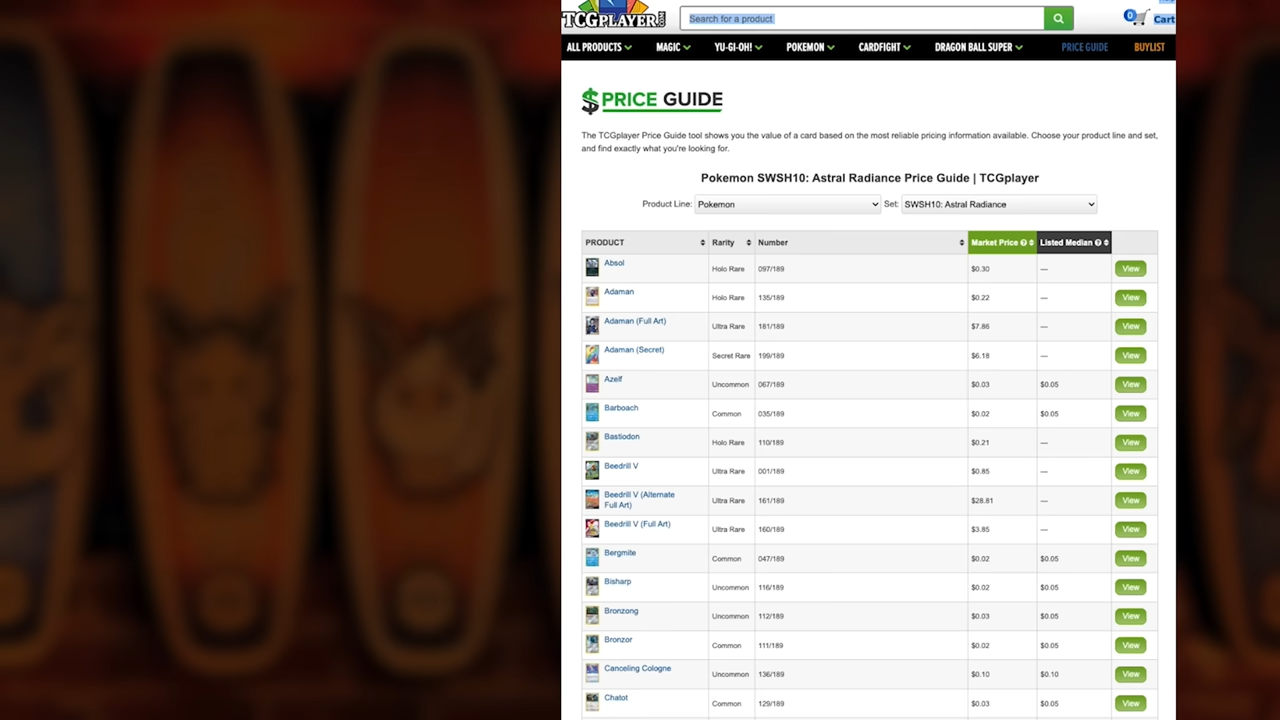 Help
TCGPLAYER.COM
Search for a product
0 Cart
ALL PRODUCTS MAGIC YU-GI-OH! POKEMON CARDFIGHT DRAGON BALL SUPER PRICE GUIDE BUYLIST
$ PRICE GUIDE
The TCGplayer Price Guide tool shows you the value of a card based on the most reliable pricing information available. Choose your product line and set,
and find exactly what you're looking for.
Pokemon SWSH10: Astral Radiance Price Guide | TCGplayer
Product Line: Pokemon Set: SWSH10: Astral Radiance
PRODUCT Rarity Number Market Price Listed Median
Absol Holo Rare 097/189 $0.30 — View
Adaman Holo Rare 135/189 $0.22 — View
Adaman (Full Art) Ultra Rare 181/189 $7.86 — View
Adaman (Secret) Secret Rare 199/189 $6.18 — View
Azelf Uncommon 067/189 $0.03 $0.05 View
Barboach Common 035/189 $0.02 $0.05 View
Bastiodon Holo Rare 110/189 $0.21 — View
Beedrill V Ultra Rare 001/189 $0.85 — View
Beedrill V (Alternate
Full Art) Ultra Rare 161/189 $28.81 — View
Beedrill V (Full Art) Ultra Rare 160/189 $3.85 — View
Bergmite Common 047/189 $0.02 $0.05 View
Bisharp Uncommon 116/189 $0.02 $0.05 View
Bronzong Uncommon 112/189 $0.03 $0.05 View
Bronzor Common 111/189 $0.02 $0.05 View
Canceling Cologne Uncommon 136/189 $0.10 $0.10 View
Chatot Common 129/189 $0.03 $0.05 View